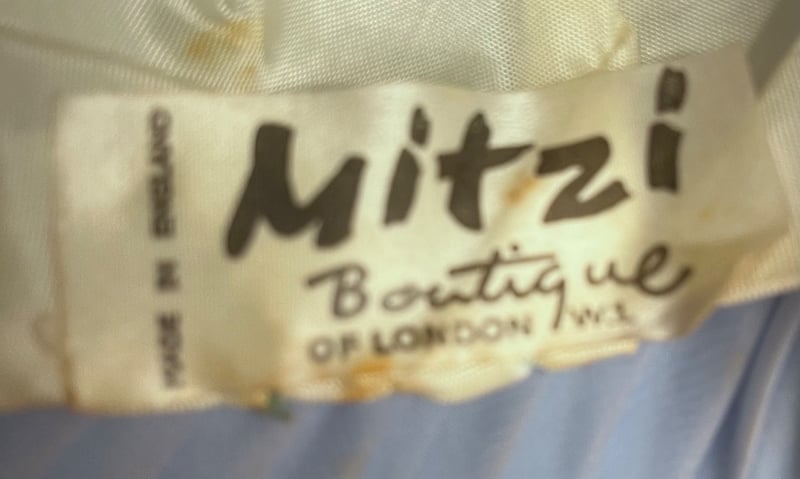 MADE IN ENGLAND
Mitzi
Boutique
OF LONDON W.1.